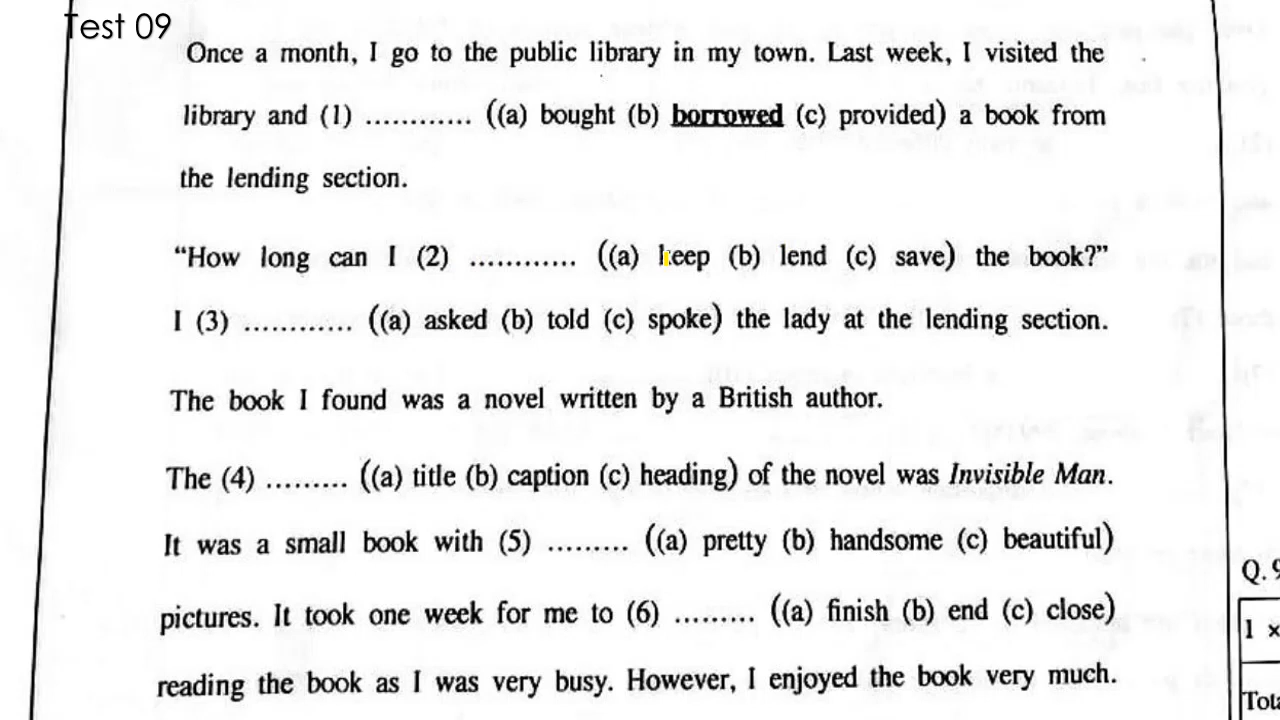 Test 09
Once a month, I go to the public library in my town. Last week, I visited the
library and (1) ............ ((a) bought (b) borrowed (c) provided) a book from
the lending section.
“How long can I (2) ............ ((a) keep (b) lend (c) save) the book?”
I (3) ............ ((a) asked (b) told (c) spoke) the lady at the lending section.
The book I found was a novel written by a British author.
The (4) ......... ((a) title (b) caption (c) heading) of the novel was Invisible Man.
It was a small book with (5) ......... ((a) pretty (b) handsome (c) beautiful)
pictures. It took one week for me to (6) ......... ((a) finish (b) end (c) close)
reading the book as I was very busy. However, I enjoyed the book very much.
Q. 9
1 ×